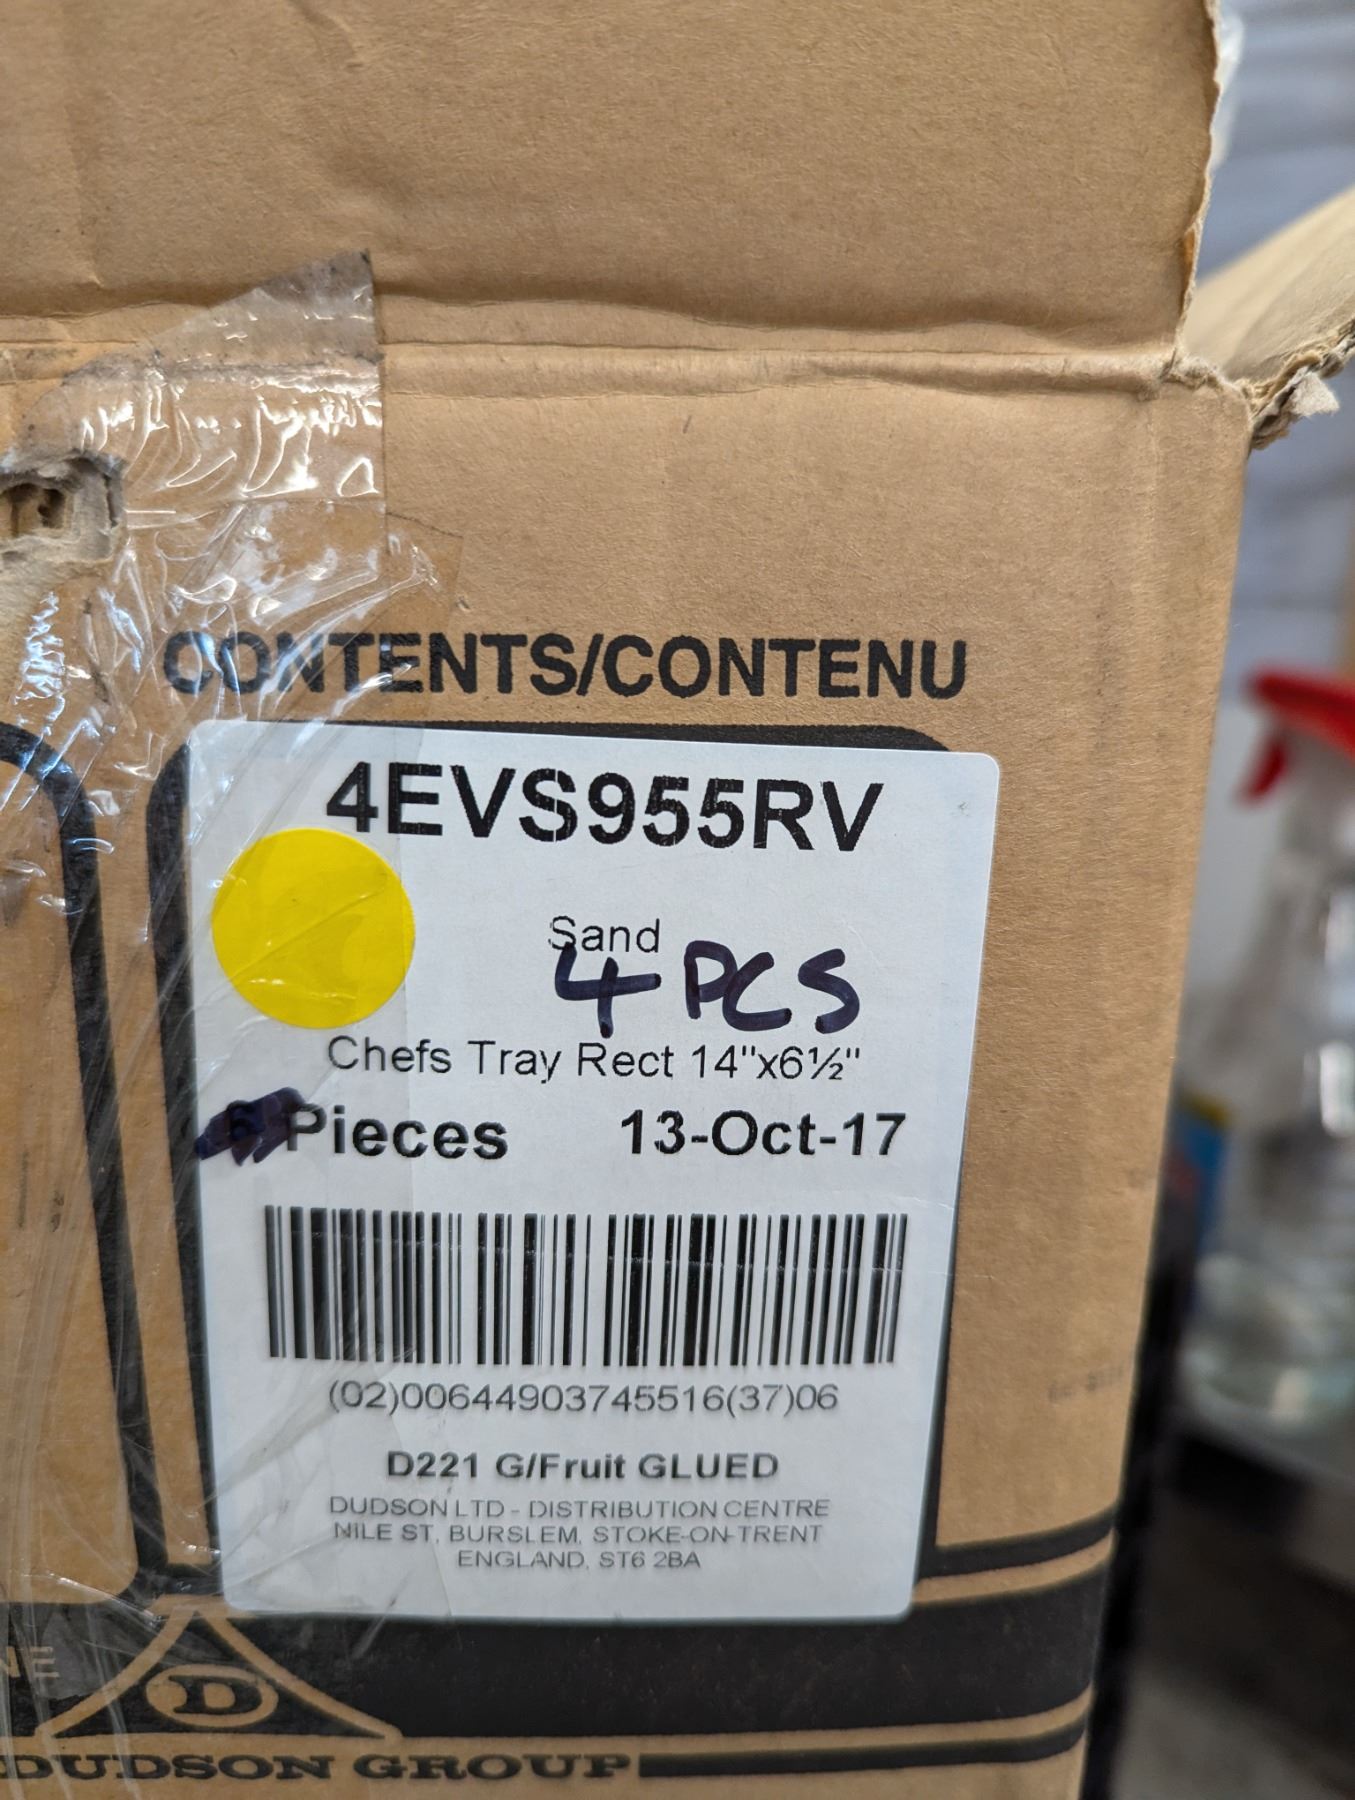 CONTENTS/CONTENU
4EVS955RV
Sand
4 PCS
Chefs Tray Rect 14"x6½"
6 Pieces 13-Oct-17
(02)00644903745516(37)06
D221 G/Fruit GLUED
DUDSON LTD - DISTRIBUTION CENTRE
NILE ST, BURSLEM, STOKE-ON-TRENT
ENGLAND, ST6 2BA
D
DUDSON GROUP